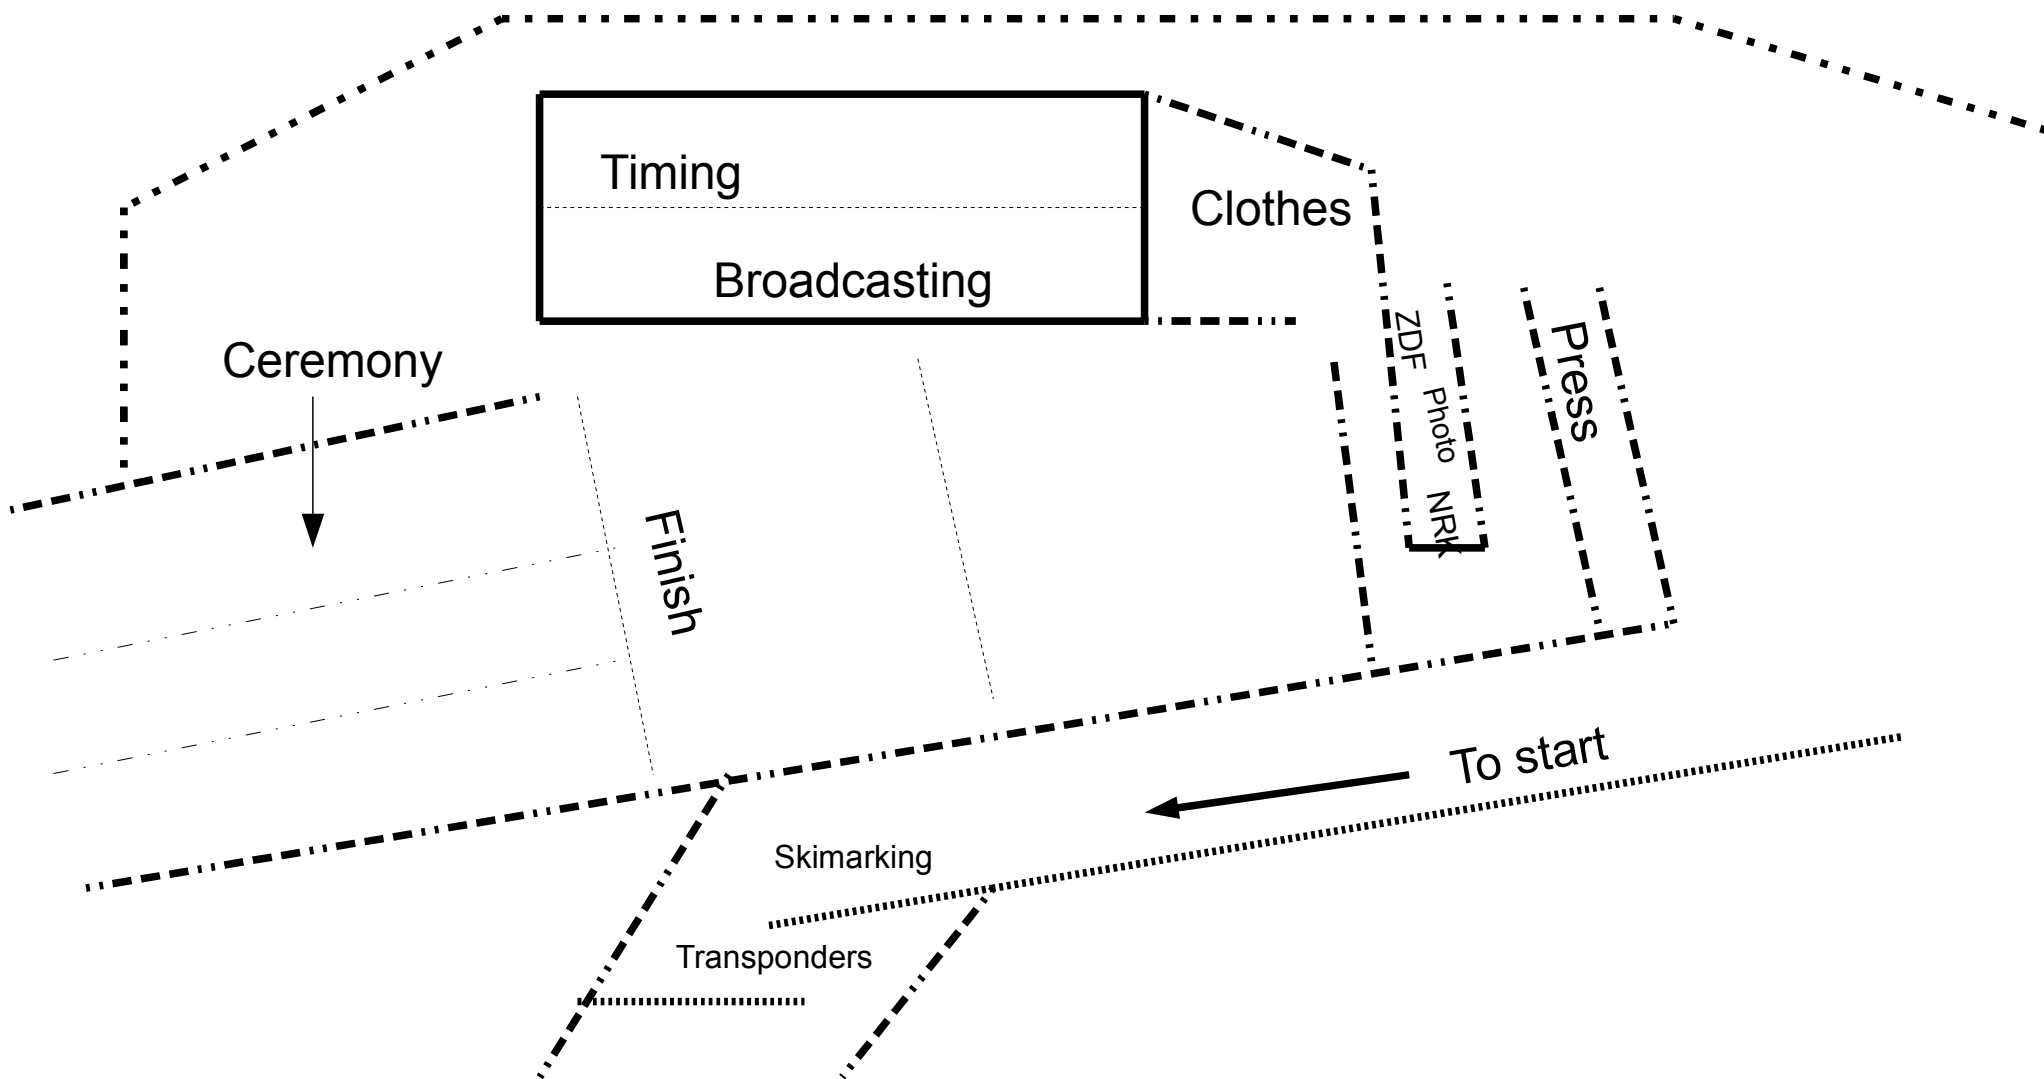 Timing
Clothes
Broadcasting
Ceremony
ZDF Photo NRK
Press
Finish
To start
Skimarking
Transponders